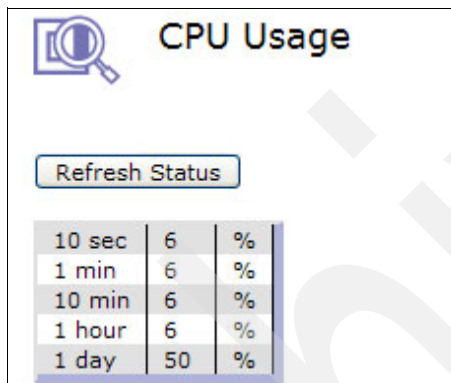 CPU Usage
Refresh Status
10 sec 6 %
1 min 6 %
10 min 6 %
1 hour 6 %
1 day 50 %